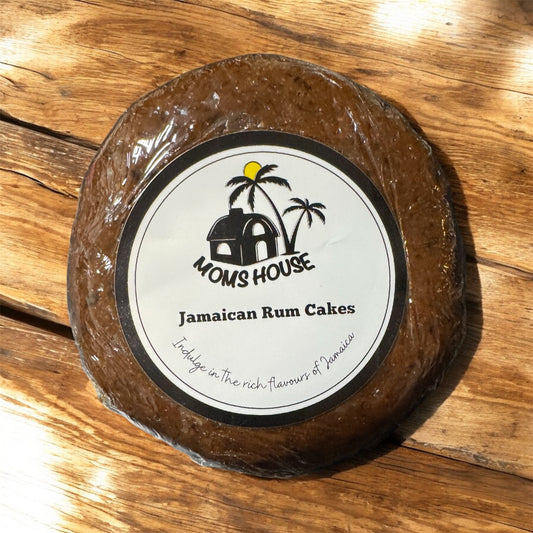 MOMS HOUSE
Jamaican Rum Cakes
Indulge in the rich flavours of Jamaica